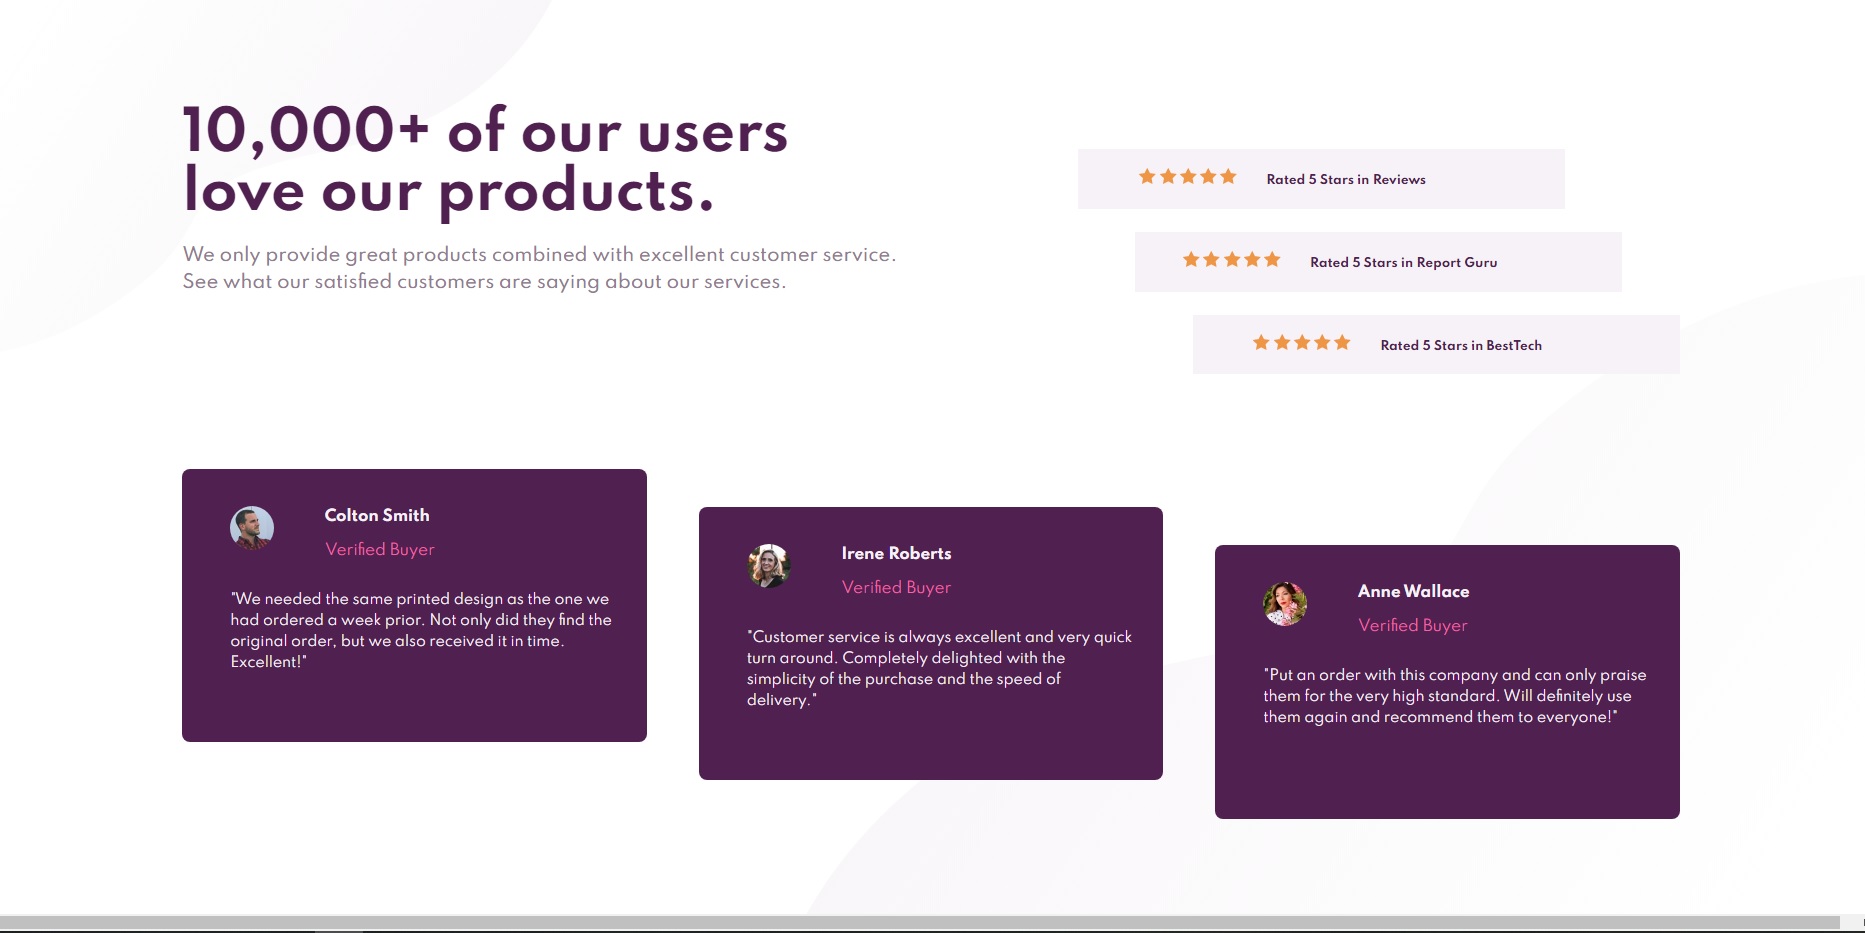 10,000+ of our users
love our products.
We only provide great products combined with excellent customer service.
See what our satisfied customers are saying about our services.
Rated 5 Stars in Reviews
Rated 5 Stars in Report Guru
Rated 5 Stars in BestTech
Colton Smith
Verified Buyer
"We needed the same printed design as the one we
had ordered a week prior. Not only did they find the
original order, but we also received it in time.
Excellent!"
Irene Roberts
Verified Buyer
"Customer service is always excellent and very quick
turn around. Completely delighted with the
simplicity of the purchase and the speed of
delivery."
Anne Wallace
Verified Buyer
"Put an order with this company and can only praise
them for the very high standard. Will definitely use
them again and recommend them to everyone!"